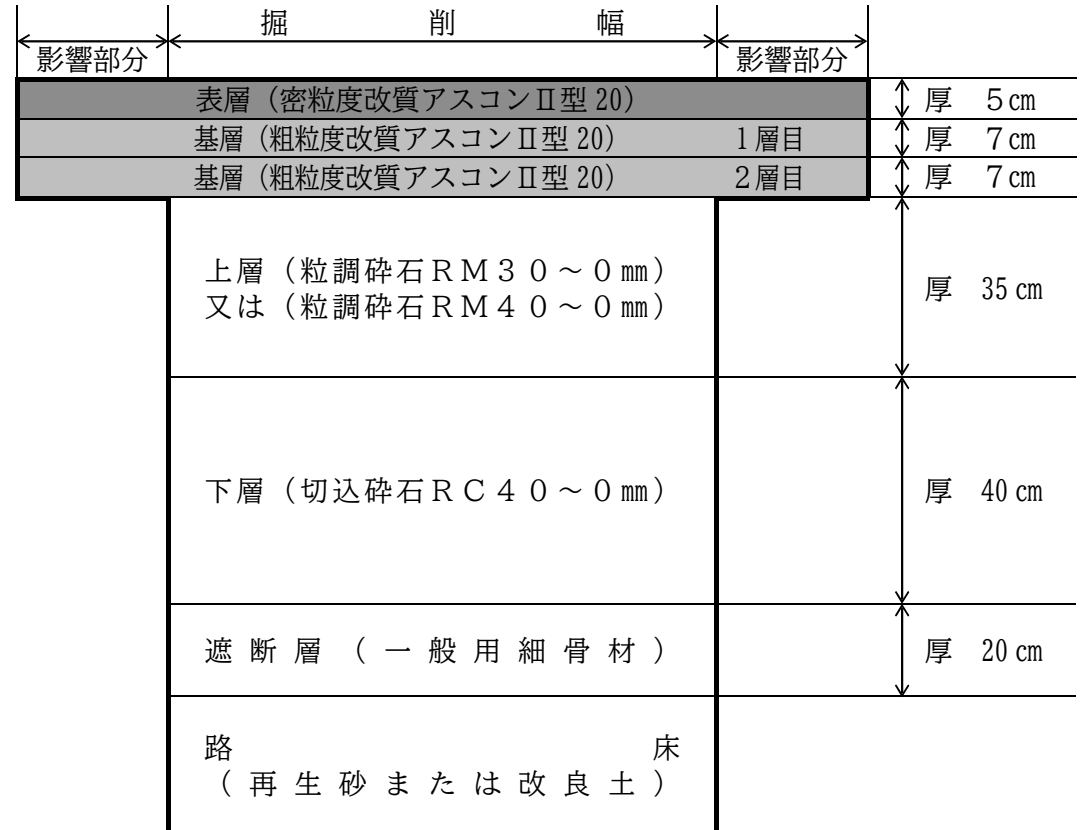 掘削幅
影響部分 影響部分
表層（密粒度改質アスコンⅡ型20） 厚 5㎝
基層（粗粒度改質アスコンⅡ型20） 1層目 厚 7㎝
基層（粗粒度改質アスコンⅡ型20） 2層目 厚 7㎝
上層（粒調砕石ＲＭ３０～０㎜）
又は（粒調砕石ＲＭ４０～０㎜）
厚 35㎝
下層（切込砕石ＲＣ４０～０㎜） 厚 40㎝
遮断層（一般用細骨材） 厚 20㎝
路床
（再生砂または改良土）